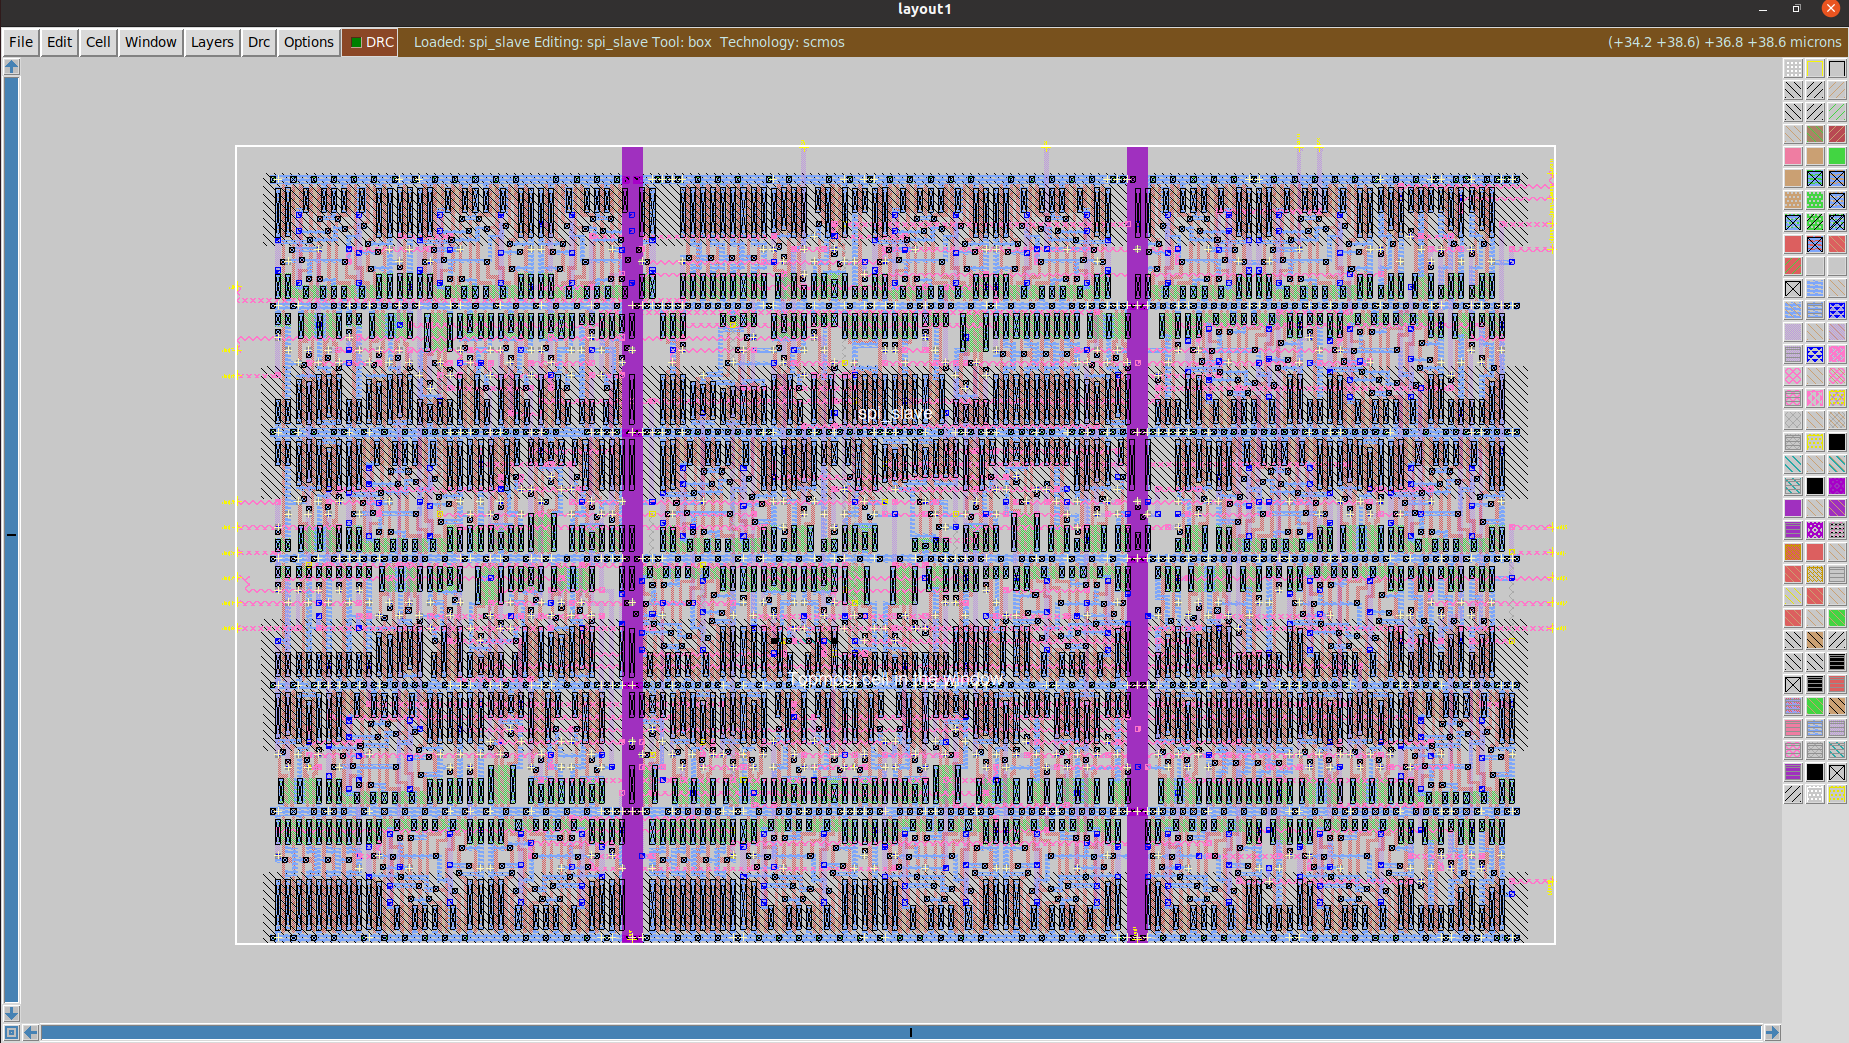 layout1
File Edit Cell Window Layers Drc Options DRC Loaded: spi_slave Editing: spi_slave Tool: box Technology: scmos (+34.2 +38.6) +36.8 +38.6 microns
spi_slave
Topmost cell in the window